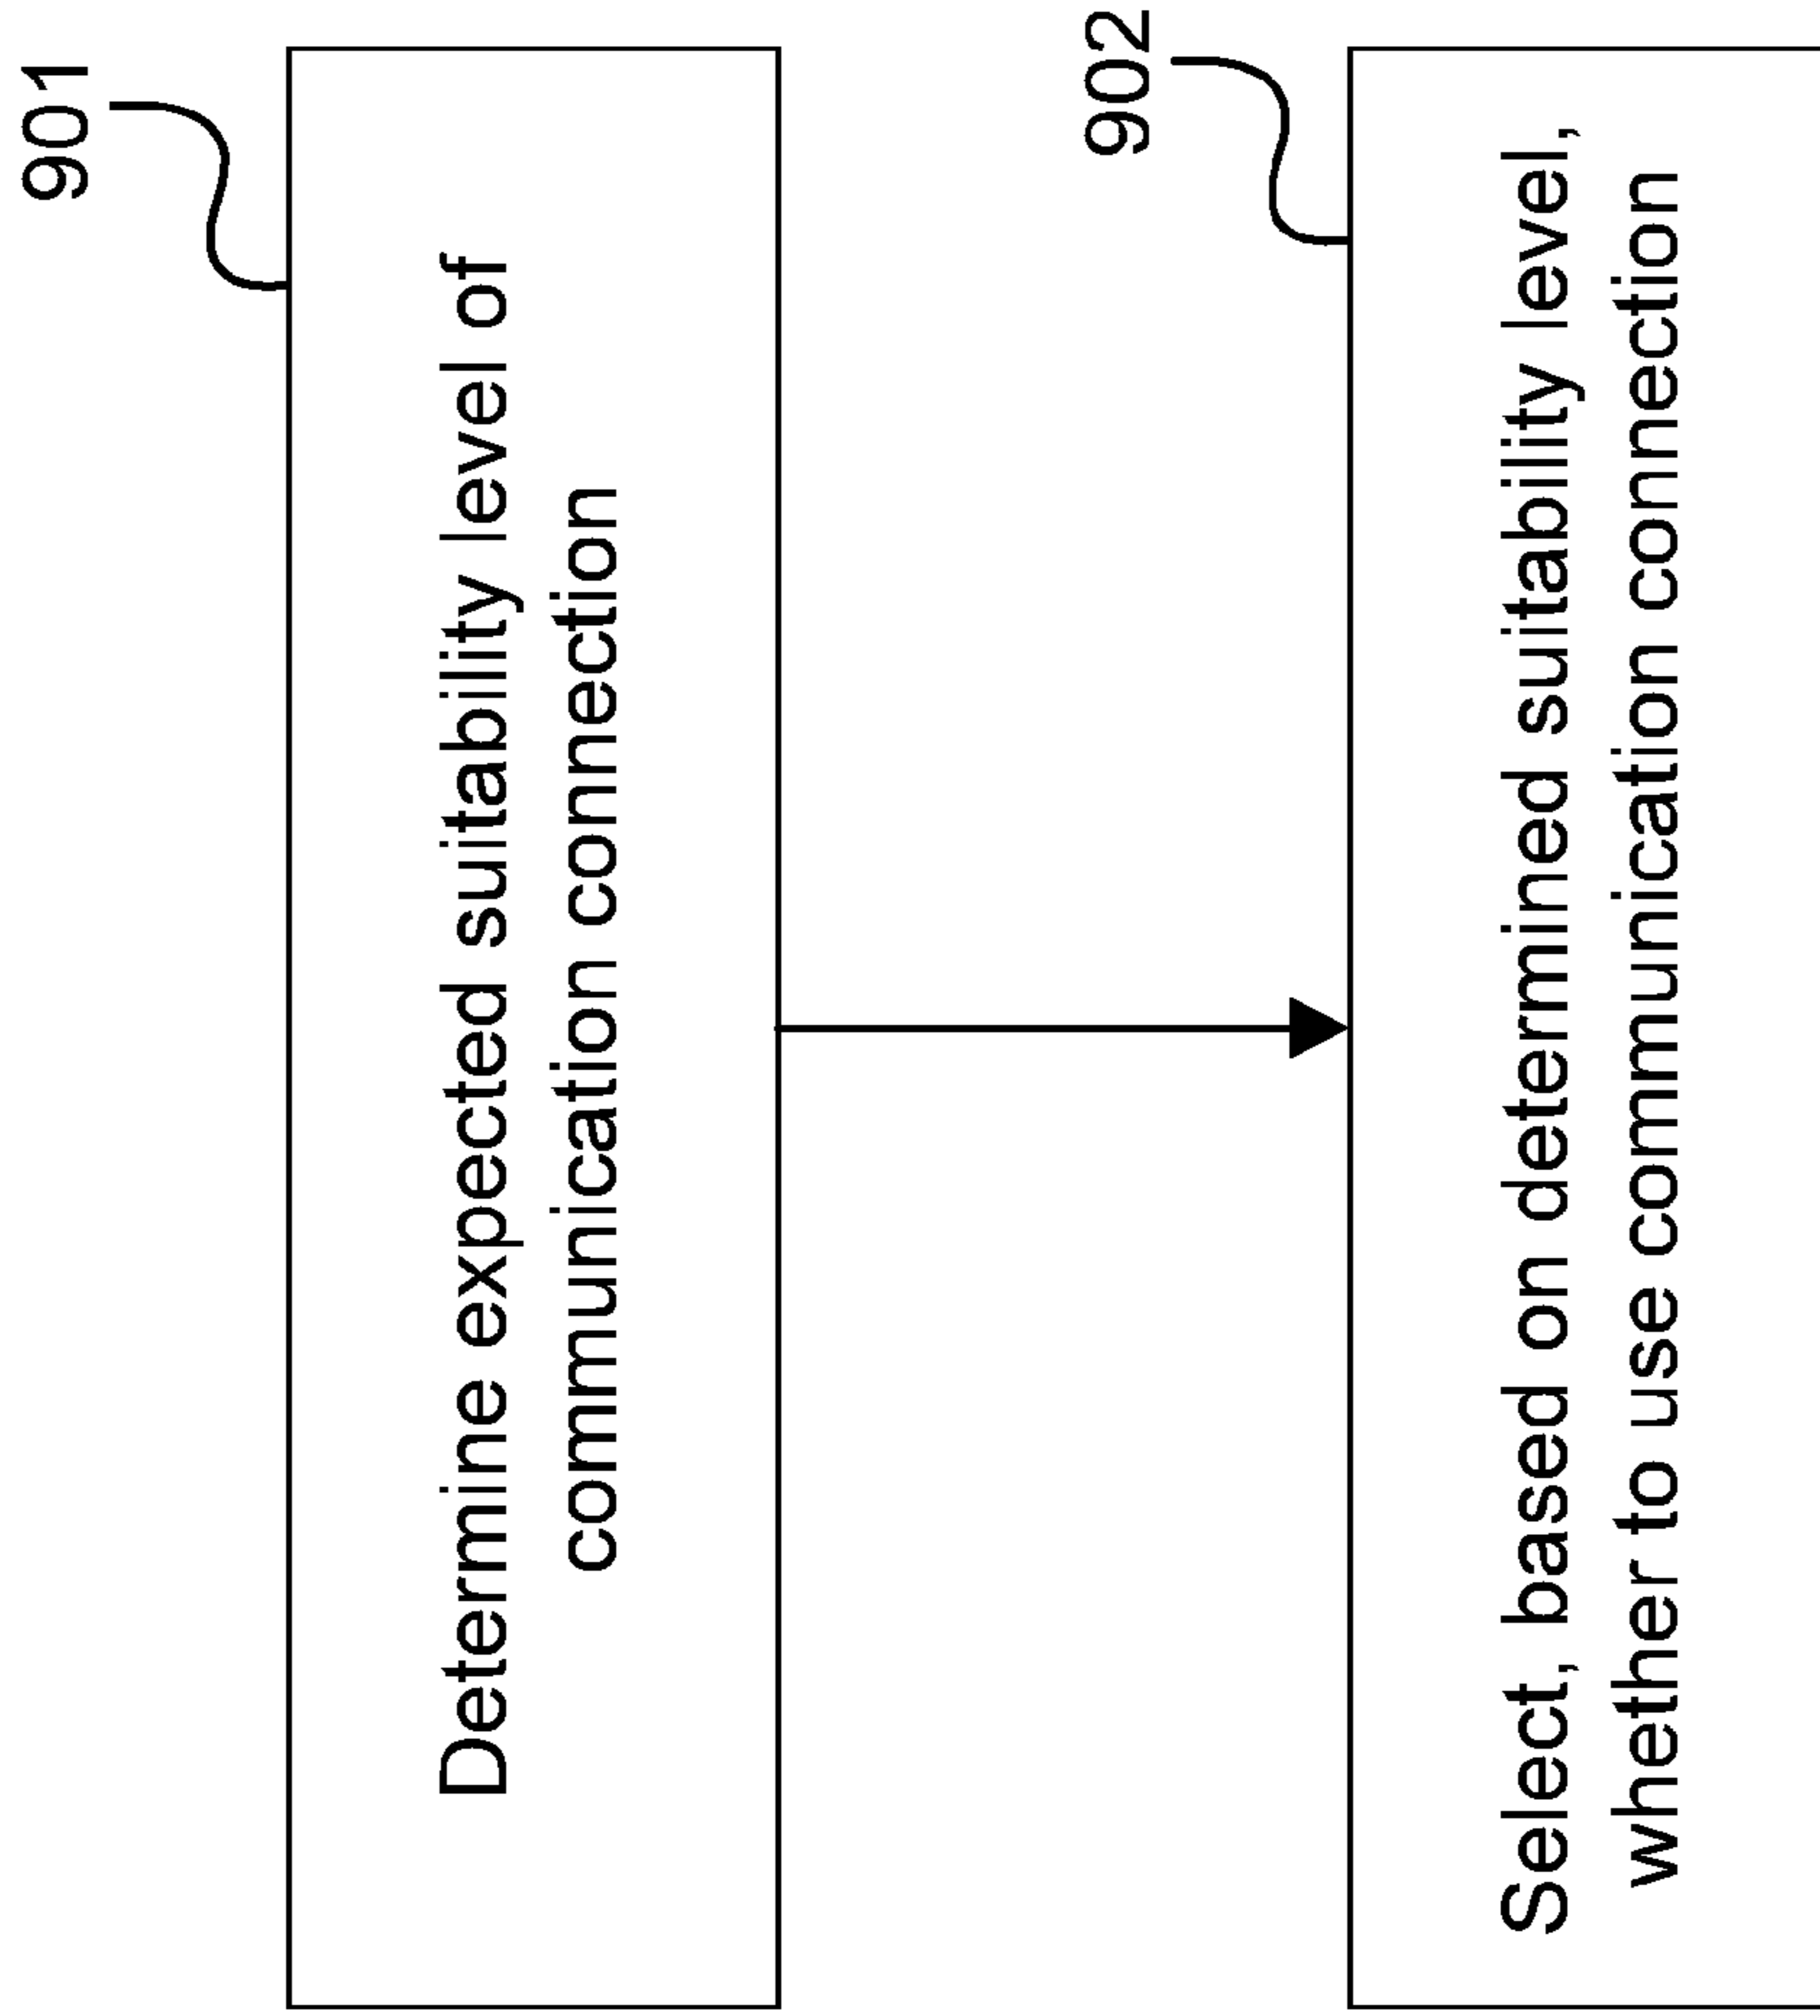 901
Determine expected suitability level of
communication connection
902
Select, based on determined suitability level,
whether to use communication connection